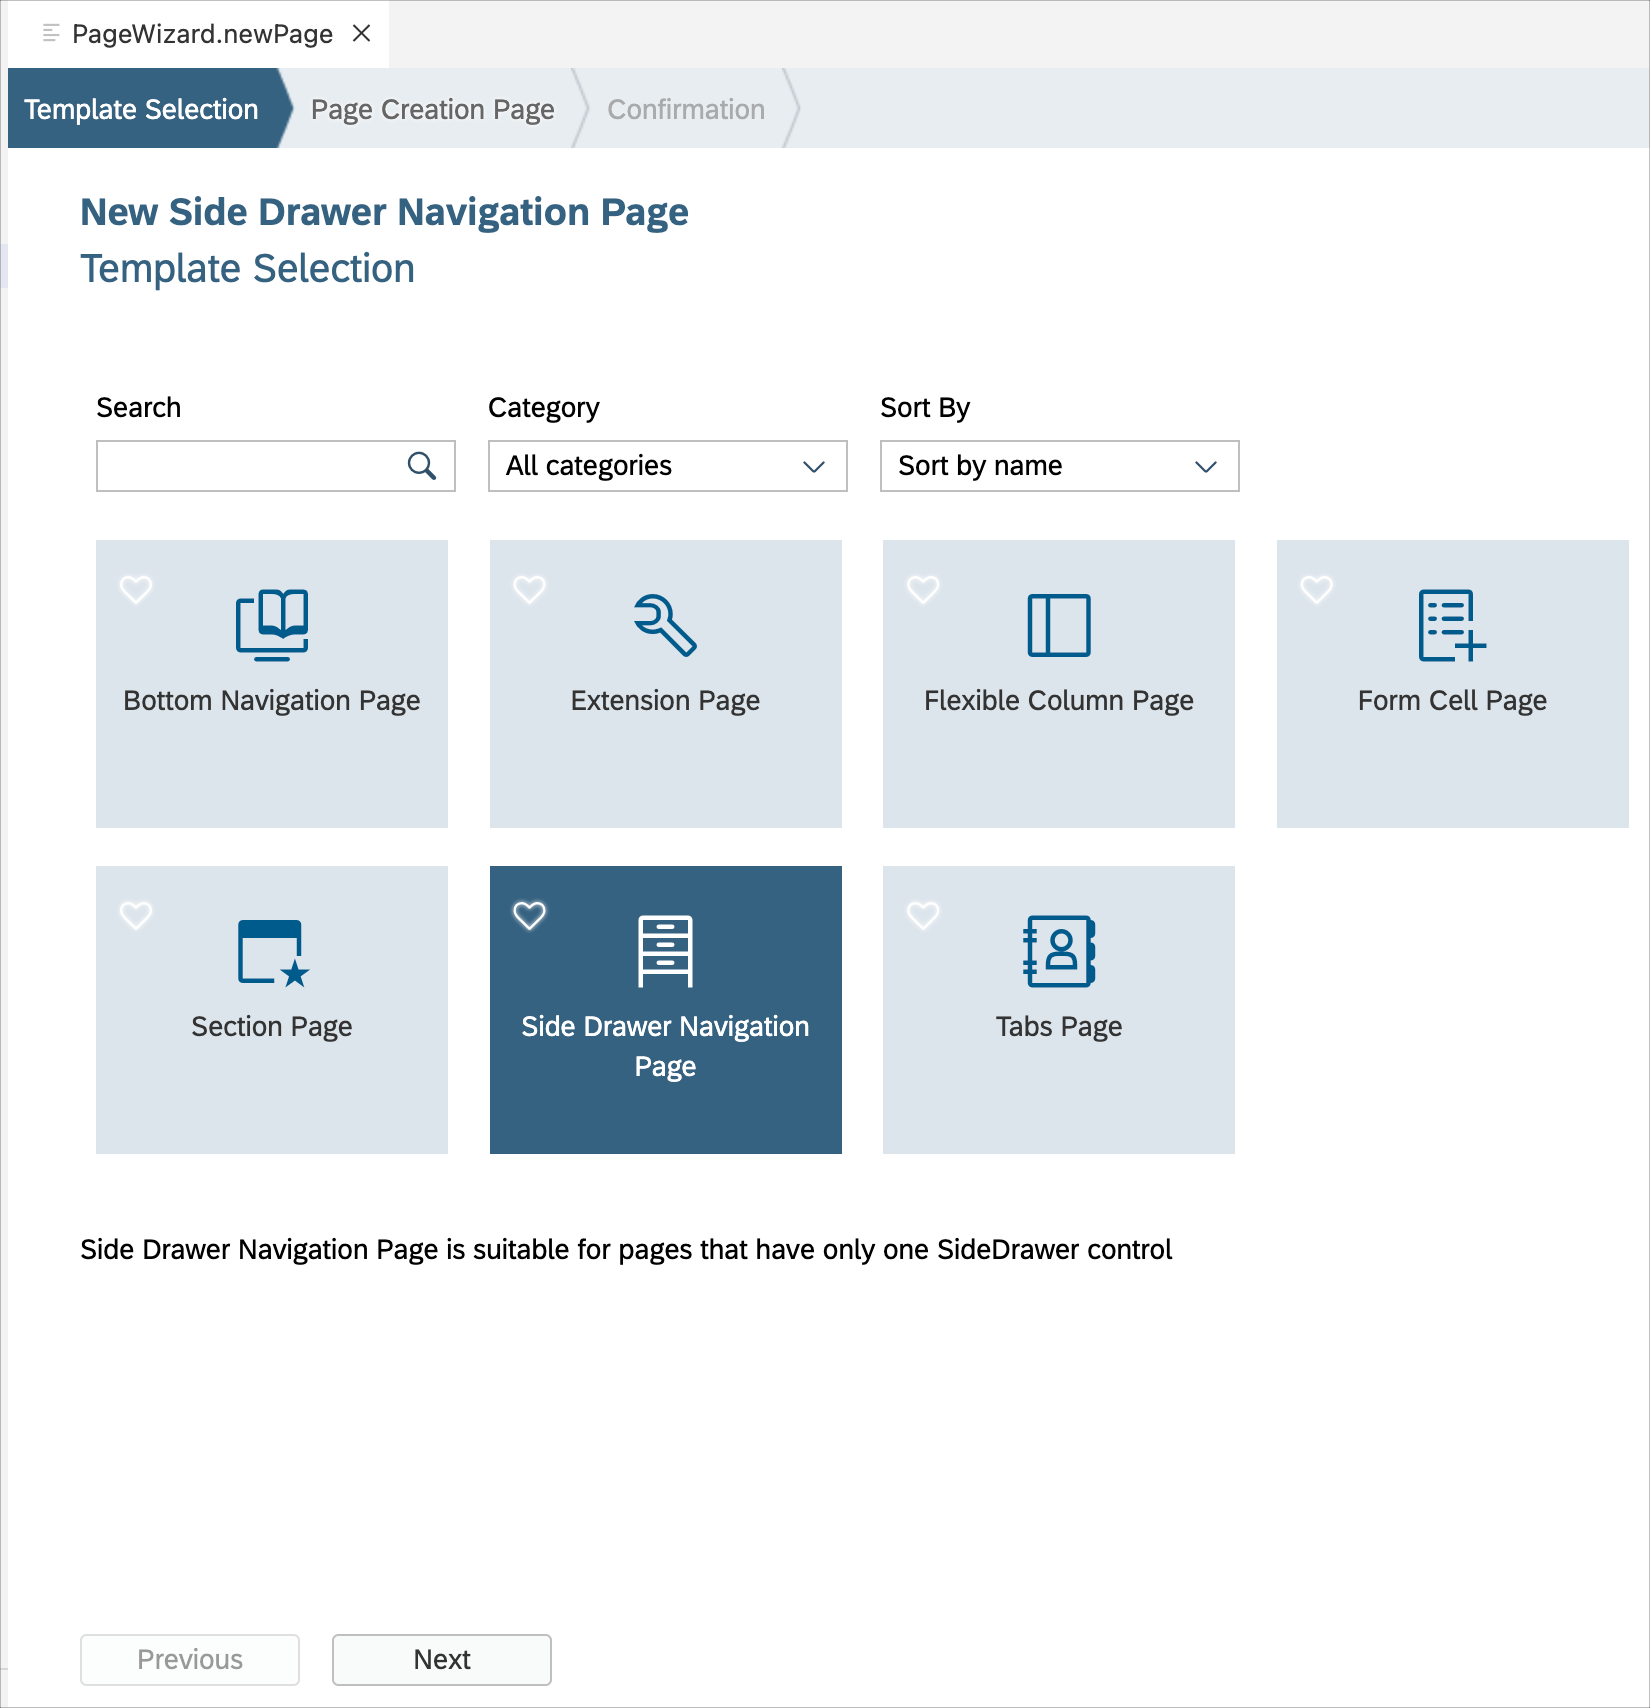 PageWizard.newPage
Template Selection
Page Creation Page
Confirmation
New Side Drawer Navigation Page
Template Selection
Search
Category
Sort By
All categories
Sort by name
Bottom Navigation Page
Extension Page
Flexible Column Page
Form Cell Page
Section Page
Side Drawer Navigation
Page
Tabs Page
Side Drawer Navigation Page is suitable for pages that have only one SideDrawer control
Previous
Next